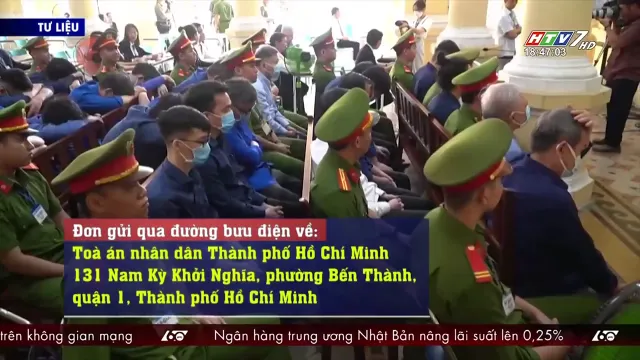 TƯ LIỆU
HTV7 HD
18:47:03
Đơn gửi qua đường bưu điện về:
Toà án nhân dân Thành phố Hồ Chí Minh
131 Nam Kỳ Khởi Nghĩa, phường Bến Thành,
quận 1, Thành phố Hồ Chí Minh
trên không gian mạng 60 Ngân hàng trung ương Nhật Bản nâng lãi suất lên 0,25% 60